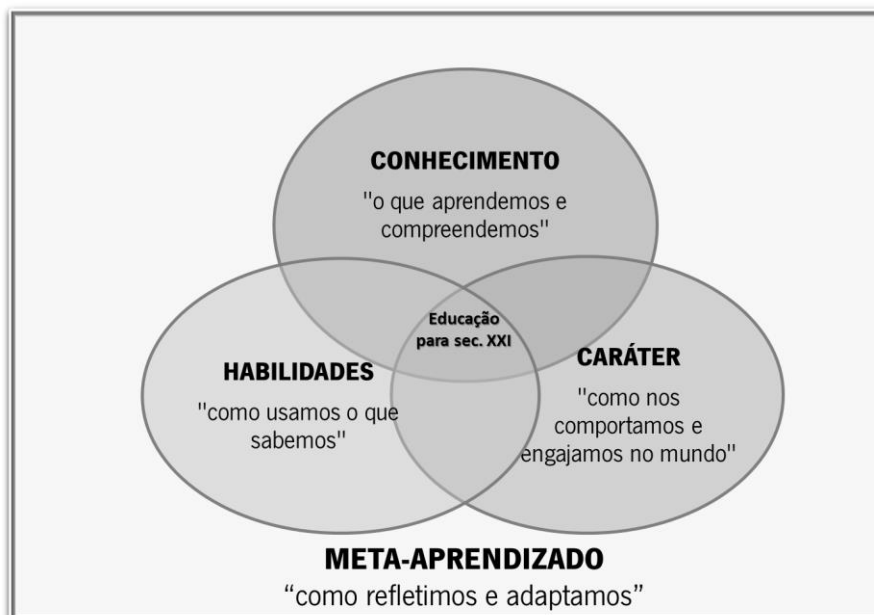 CONHECIMENTO
"o que aprendemos e
compreendemos"
Educação
para sec. XXI
HABILIDADES
"como usamos o que
sabemos"
CARÁTER
"como nos
comportamos e
engajamos no mundo"
META-APRENDIZADO
“como refletimos e adaptamos”